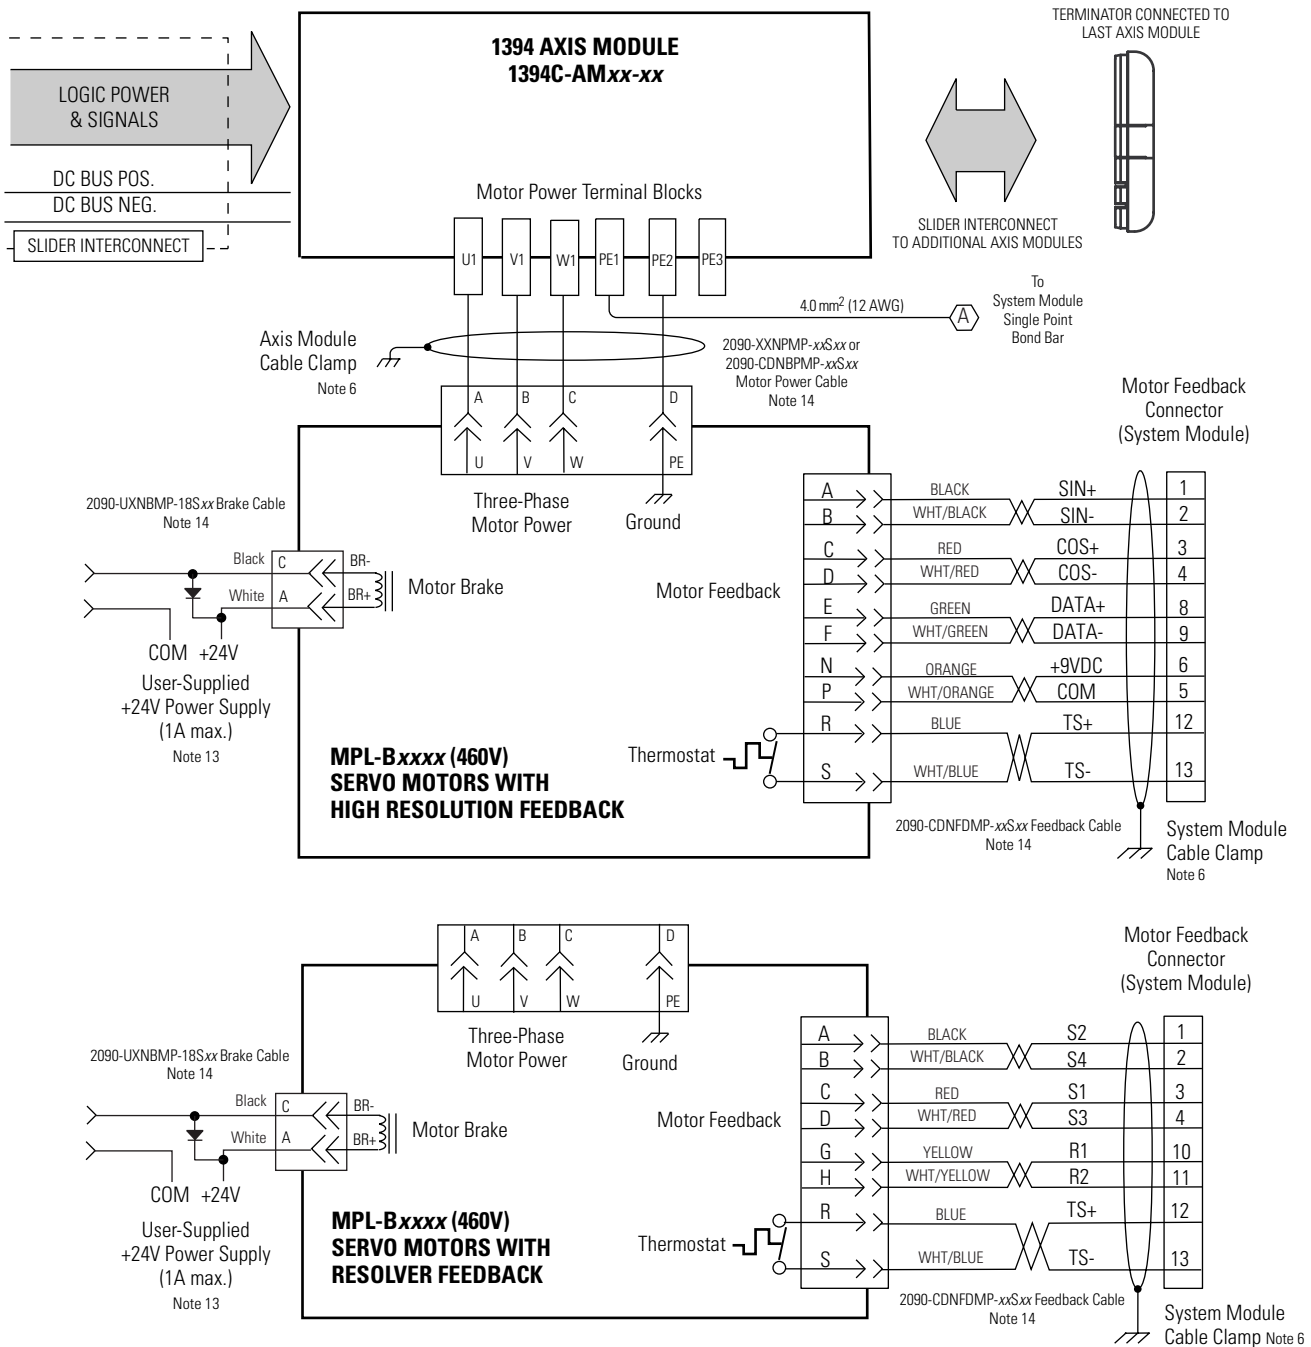 TERMINATOR CONNECTED TO
LAST AXIS MODULE
1394 AXIS MODULE
1394C-AMxx-xx
LOGIC POWER
& SIGNALS
DC BUS POS.
DC BUS NEG.
SLIDER INTERCONNECT
Motor Power Terminal Blocks
U1
V1
W1
PE1
PE2
PE3
SLIDER INTERCONNECT
TO ADDITIONAL AXIS MODULES
4.0 mm² (12 AWG)
A
To
System Module
Single Point
Bond Bar
Axis Module
Cable Clamp
Note 6
2090-XXNPMP-xxSxx or
2090-CDNBPMP-xxSxx
Motor Power Cable
Note 14
A
B
C
D
U
V
W
PE
Three-Phase
Motor Power
Ground
Motor Feedback
Connector
(System Module)
2090-UXNBMP-18Sxx Brake Cable
Note 14
Black
C
BR-
White
A
BR+
Motor Brake
COM +24V
User-Supplied
+24V Power Supply
(1A max.)
Note 13
Motor Feedback
A BLACK SIN+ 1
B WHT/BLACK SIN- 2
C RED COS+ 3
D WHT/RED COS- 4
E GREEN DATA+ 8
F WHT/GREEN DATA- 9
N ORANGE +9VDC 6
P WHT/ORANGE COM 5
R BLUE TS+ 12
S WHT/BLUE TS- 13
Thermostat
MPL-Bxxxx (460V)
SERVO MOTORS WITH
HIGH RESOLUTION FEEDBACK
2090-CDNFDMP-xxSxx Feedback Cable
Note 14
System Module
Cable Clamp
Note 6
A
B
C
D
U
V
W
PE
Three-Phase
Motor Power
Ground
Motor Feedback
Connector
(System Module)
2090-UXNBMP-18Sxx Brake Cable
Note 14
Black
C
BR-
White
A
BR+
Motor Brake
COM +24V
User-Supplied
+24V Power Supply
(1A max.)
Note 13
Motor Feedback
A BLACK S2 1
B WHT/BLACK S4 2
C RED S1 3
D WHT/RED S3 4
G YELLOW R1 10
H WHT/YELLOW R2 11
R BLUE TS+ 12
S WHT/BLUE TS- 13
Thermostat
MPL-Bxxxx (460V)
SERVO MOTORS WITH
RESOLVER FEEDBACK
2090-CDNFDMP-xxSxx Feedback Cable
Note 14
System Module
Cable Clamp Note 6